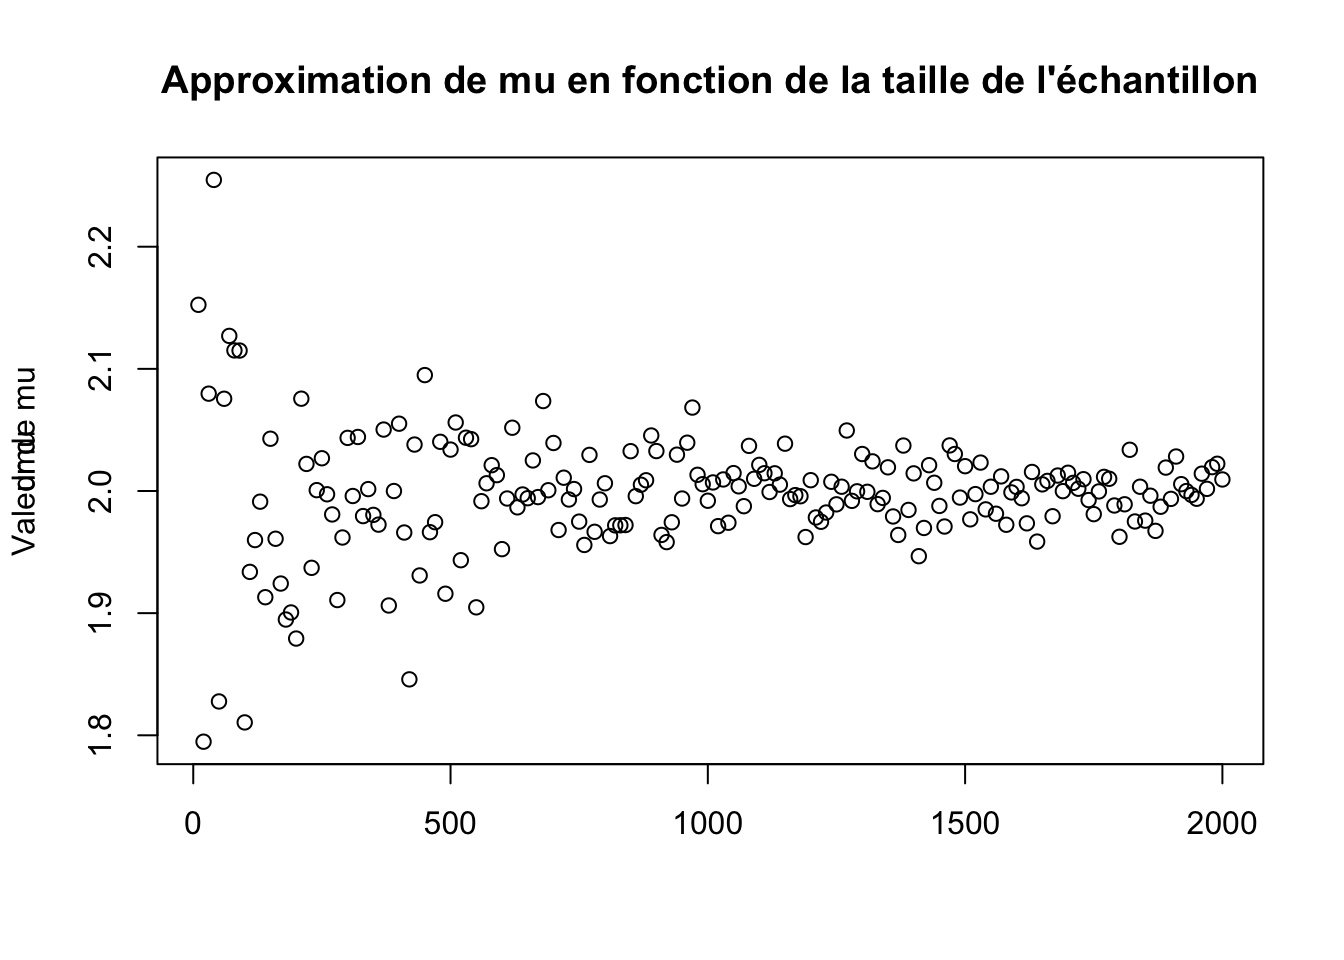 Approximation de mu en fonction de la taille de l'échantillon
mu
2.2
2.1
2.0
1.9
1.8
0 500 1000 1500 2000